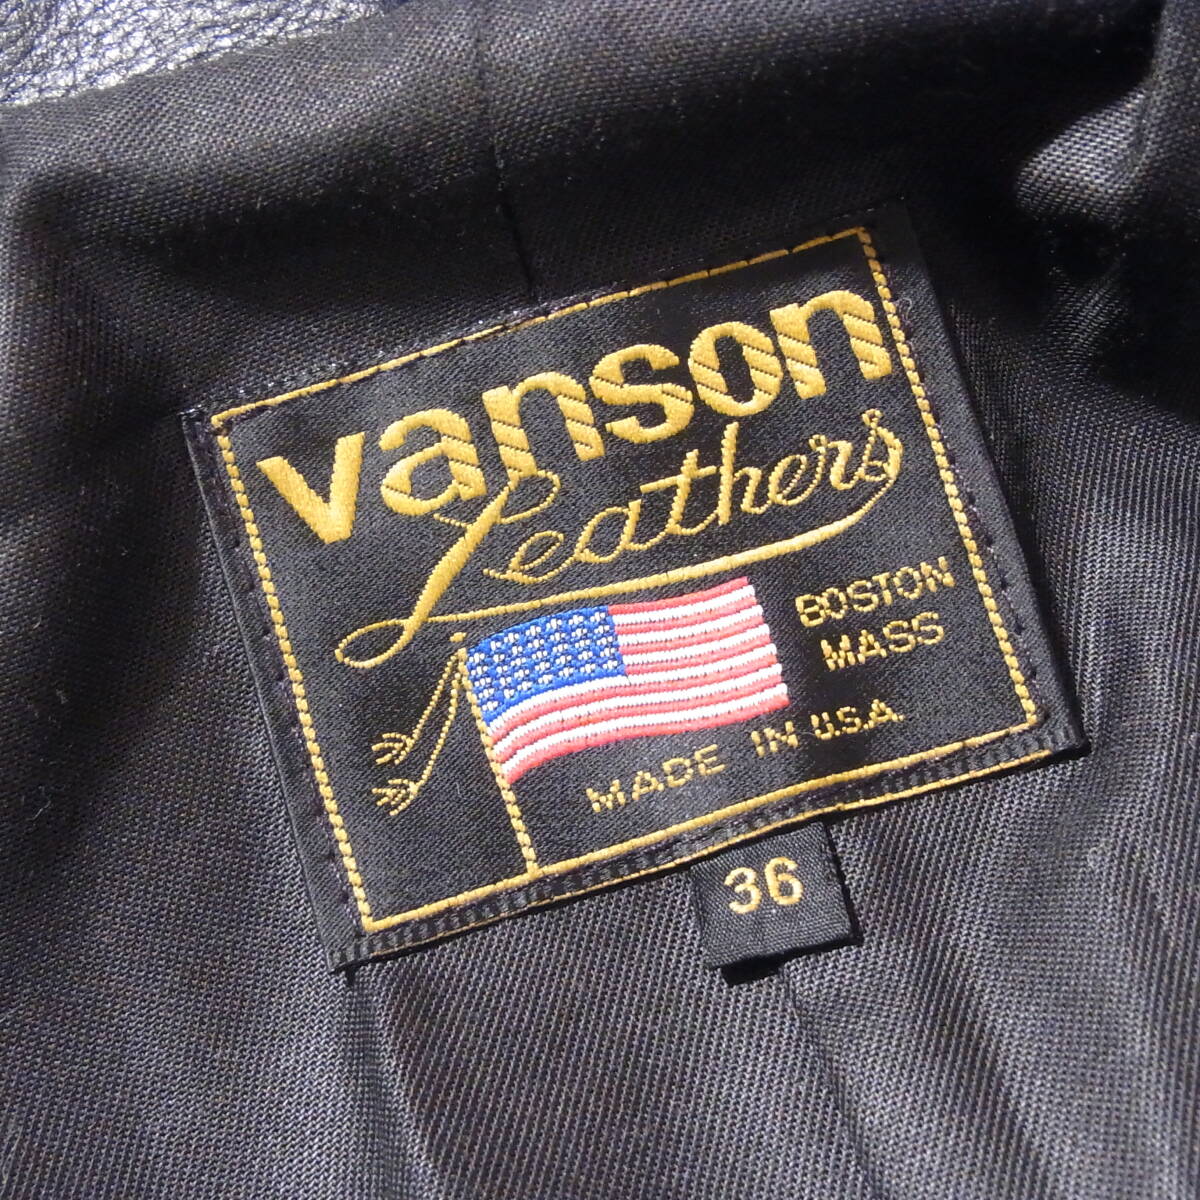 vanson
Leathers
BOSTON
MASS
MADE IN U.S.A.
36